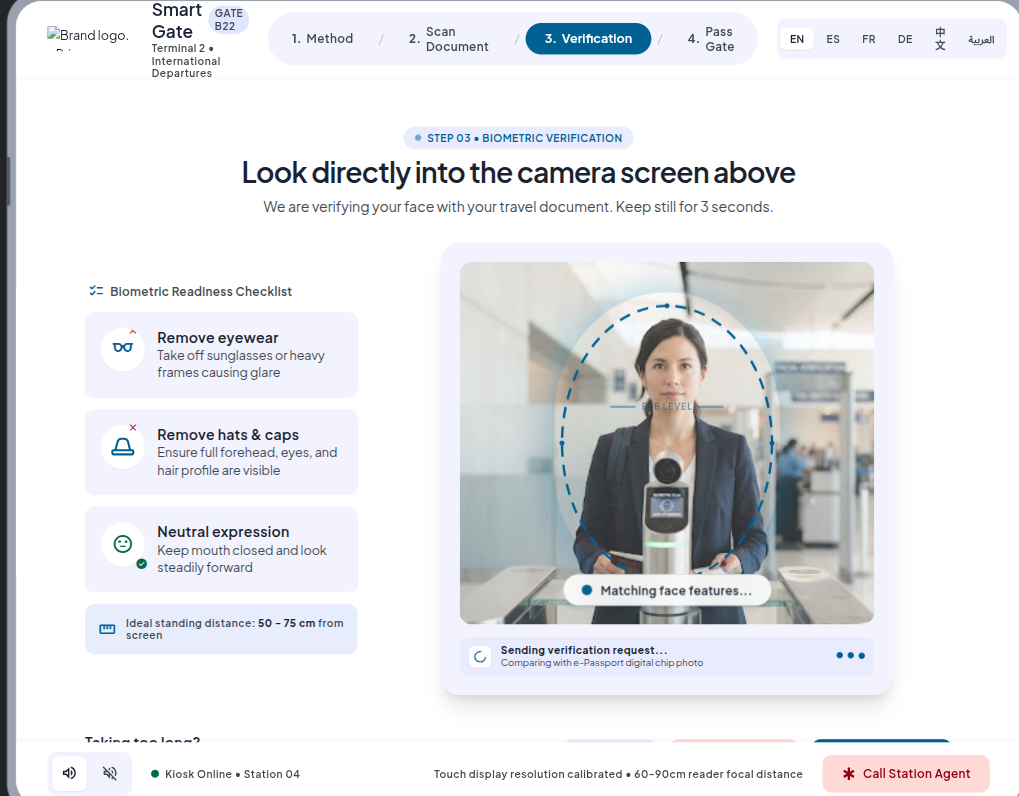 Brand logo.
Smart Gate
GATE B22
Terminal 2 • International Departures
1. Method
/
2. Scan Document
/
3. Verification
/
4. Pass Gate
EN
ES
FR
DE
中文
العربية
STEP 03 • BIOMETRIC VERIFICATION
Look directly into the camera screen above
We are verifying your face with your travel document. Keep still for 3 seconds.
Biometric Readiness Checklist
Remove eyewear
Take off sunglasses or heavy
frames causing glare
Remove hats & caps
Ensure full forehead, eyes, and
hair profile are visible
Neutral expression
Keep mouth closed and look
steadily forward
Ideal standing distance: 50 - 75 cm from
screen
EYE LEVEL
Matching face features...
Sending verification request...
Comparing with e-Passport digital chip photo
Taking too long?
Kiosk Online • Station 04
Touch display resolution calibrated • 60-90cm reader focal distance
Call Station Agent